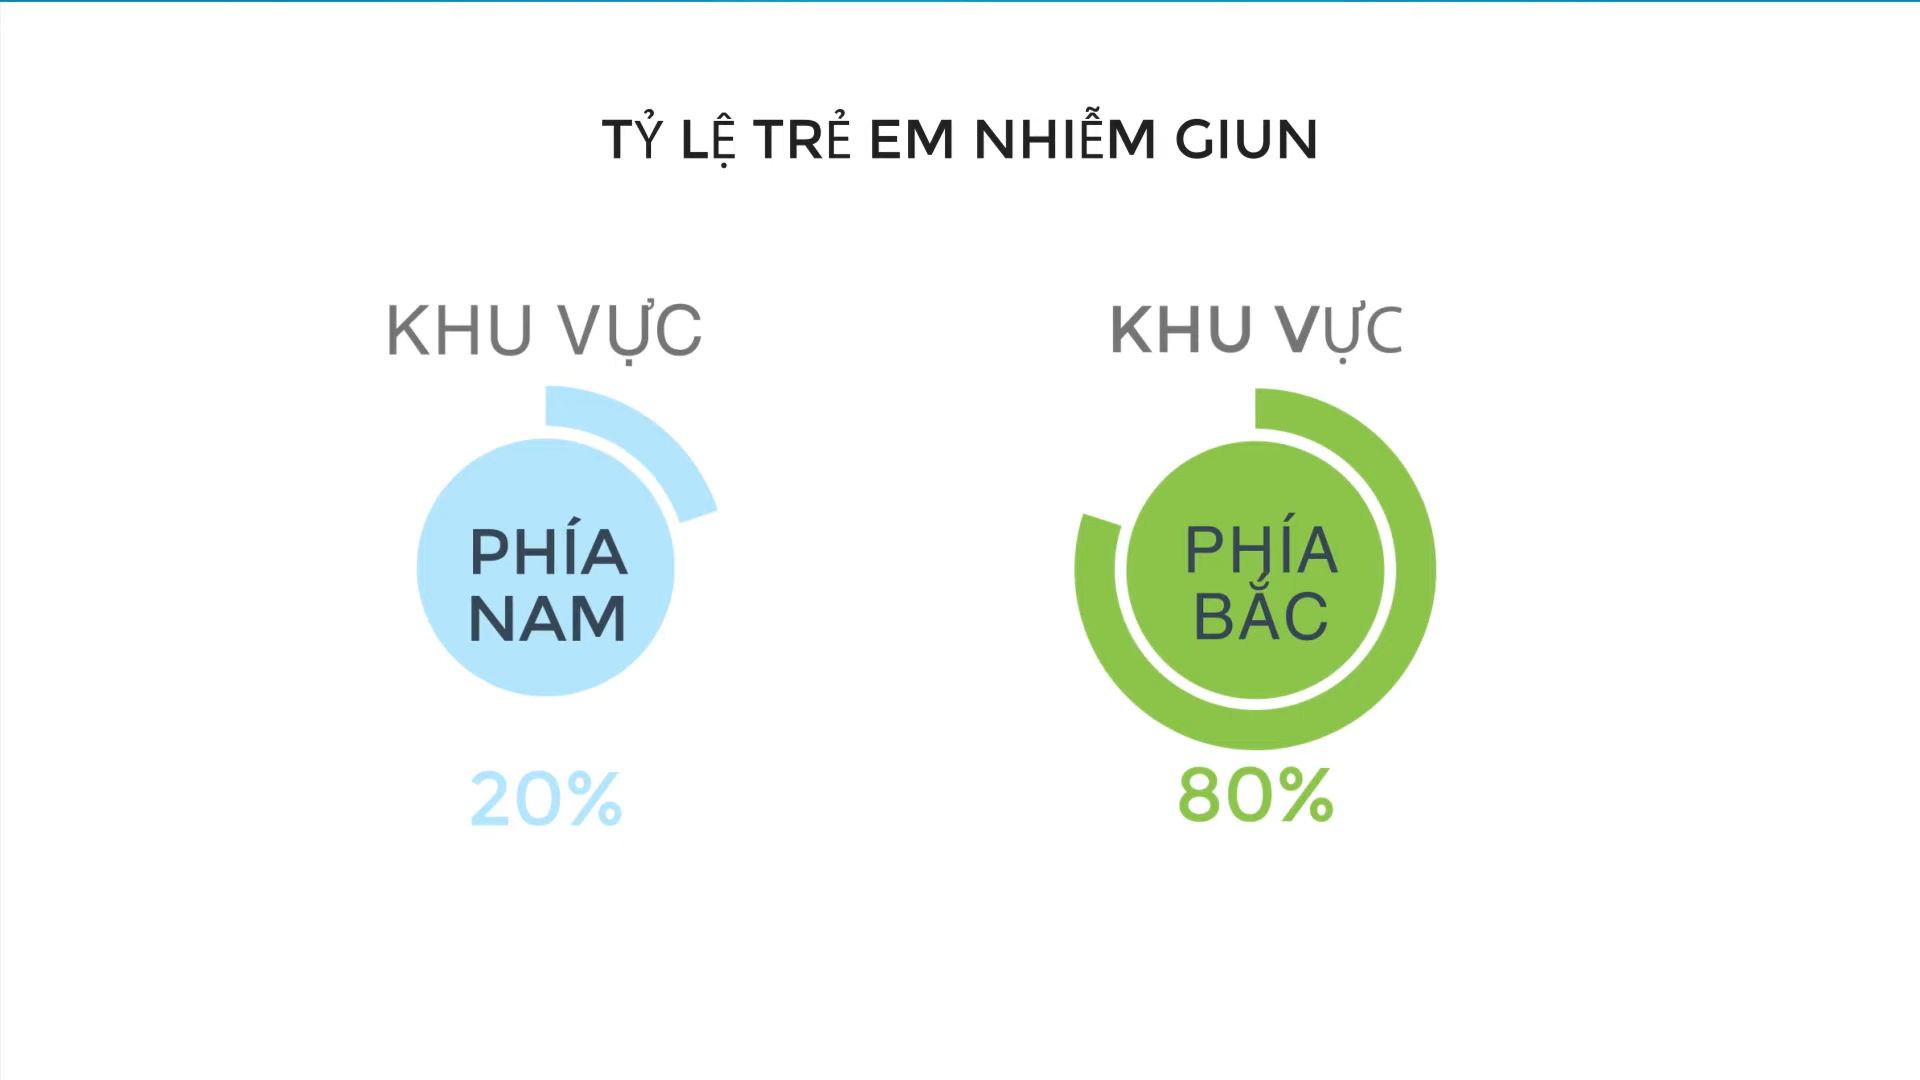 TỶ LỆ TRẺ EM NHIỄM GIUN
KHU VỰC
PHÍA
NAM
20%
KHU VỰC
PHÍA
BẮC
80%